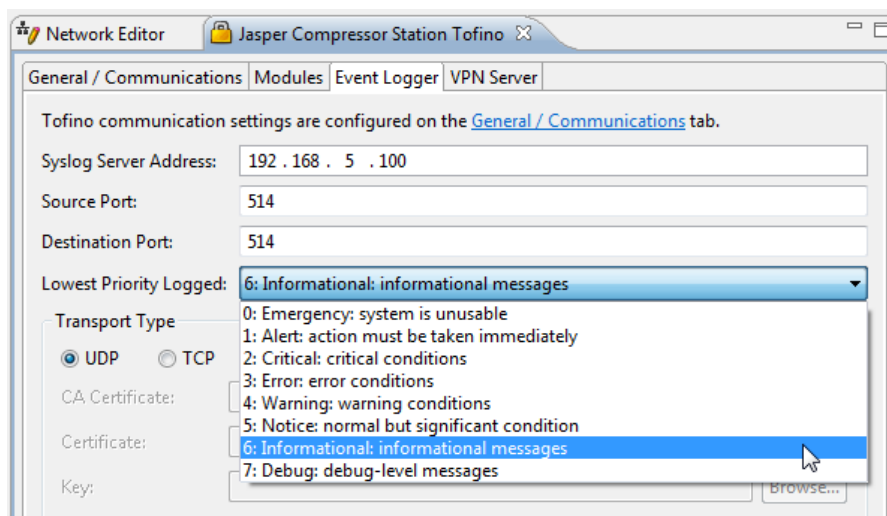 Network Editor Jasper Compressor Station Tofino
General / Communications Modules Event Logger VPN Server
Tofino communication settings are configured on the General / Communications tab.
Syslog Server Address: 192 . 168 . 5 . 100
Source Port: 514
Destination Port: 514
Lowest Priority Logged: 6: Informational: informational messages
0: Emergency: system is unusable
Transport Type
1: Alert: action must be taken immediately
UDP TCP 2: Critical: critical conditions
3: Error: error conditions
CA Certificate: 4: Warning: warning conditions
5: Notice: normal but significant condition
Certificate: 6: Informational: informational messages
7: Debug: debug-level messages
Key: Browse...